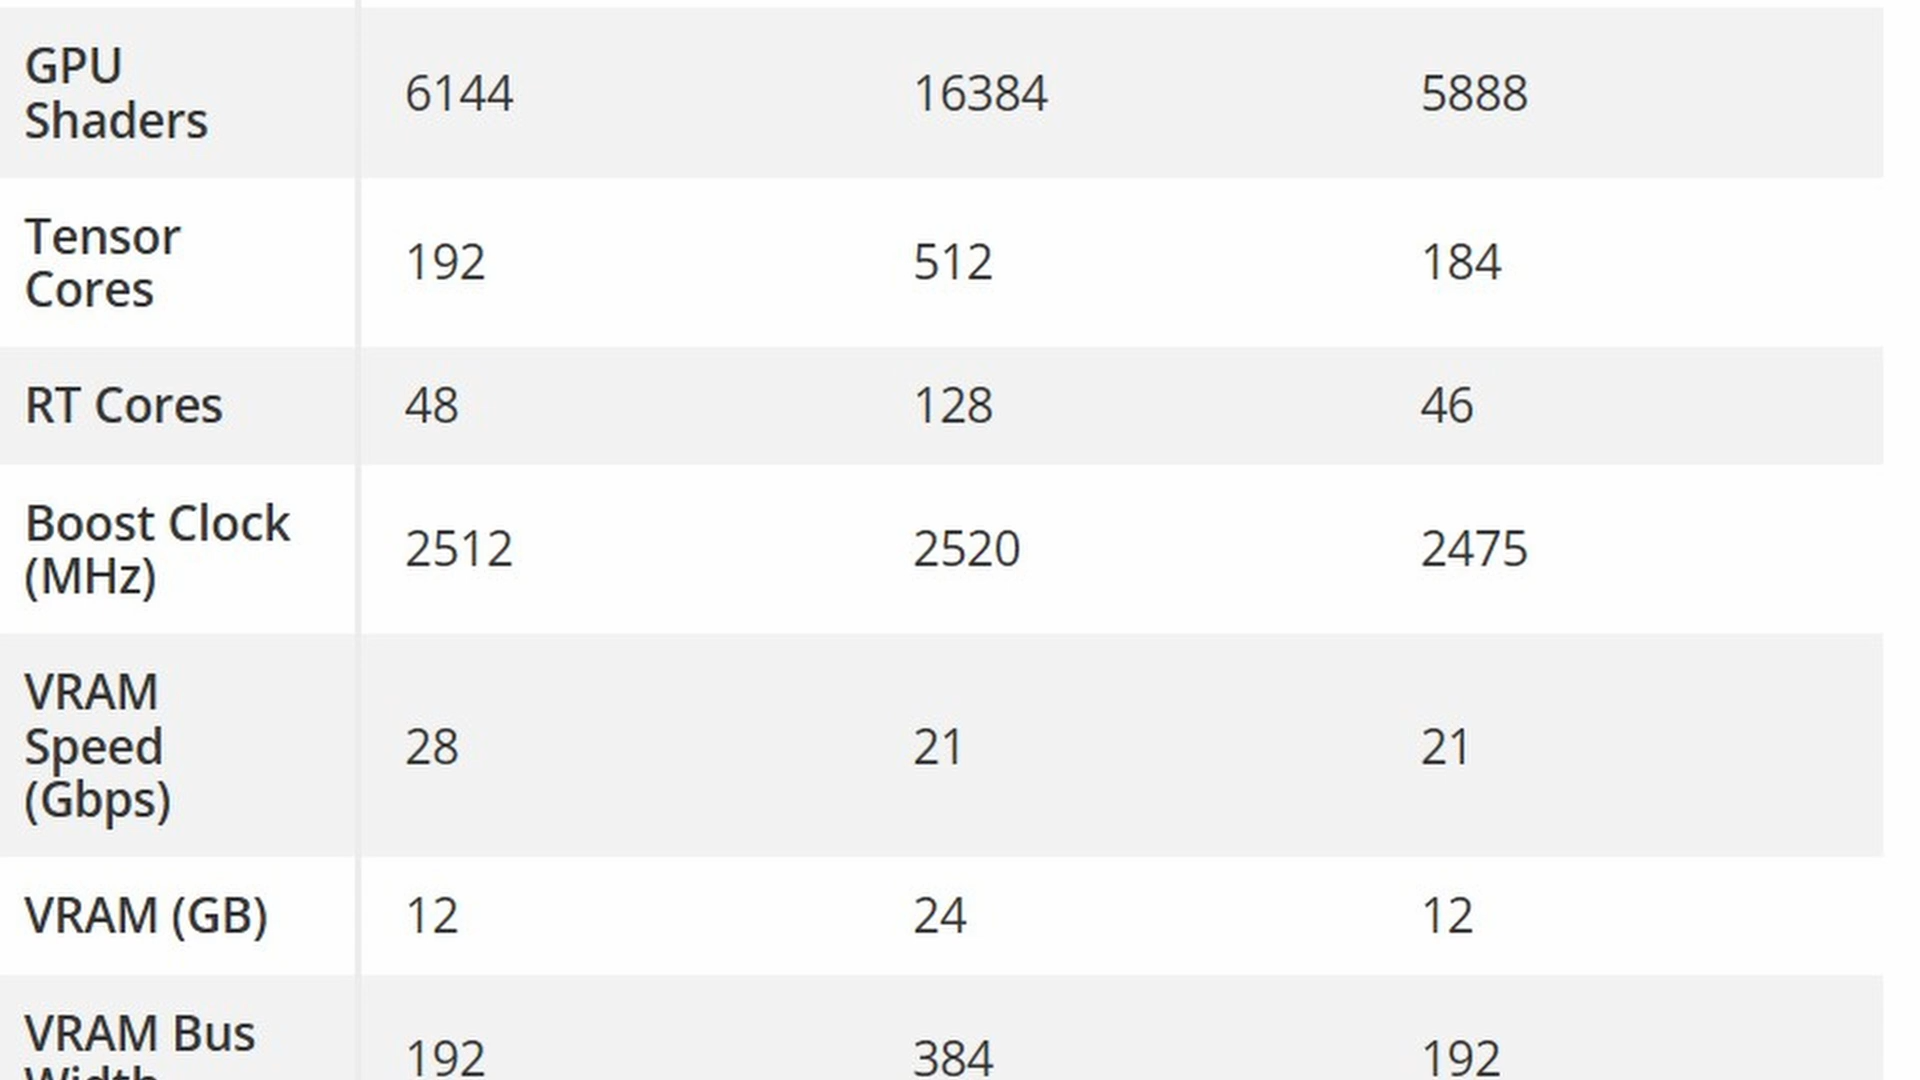 GPU
Shaders 6144 16384 5888
Tensor
Cores 192 512 184
RT Cores 48 128 46
Boost Clock
(MHz) 2512 2520 2475
VRAM
Speed
(Gbps) 28 21 21
VRAM (GB) 12 24 12
VRAM Bus
Width 192 384 192